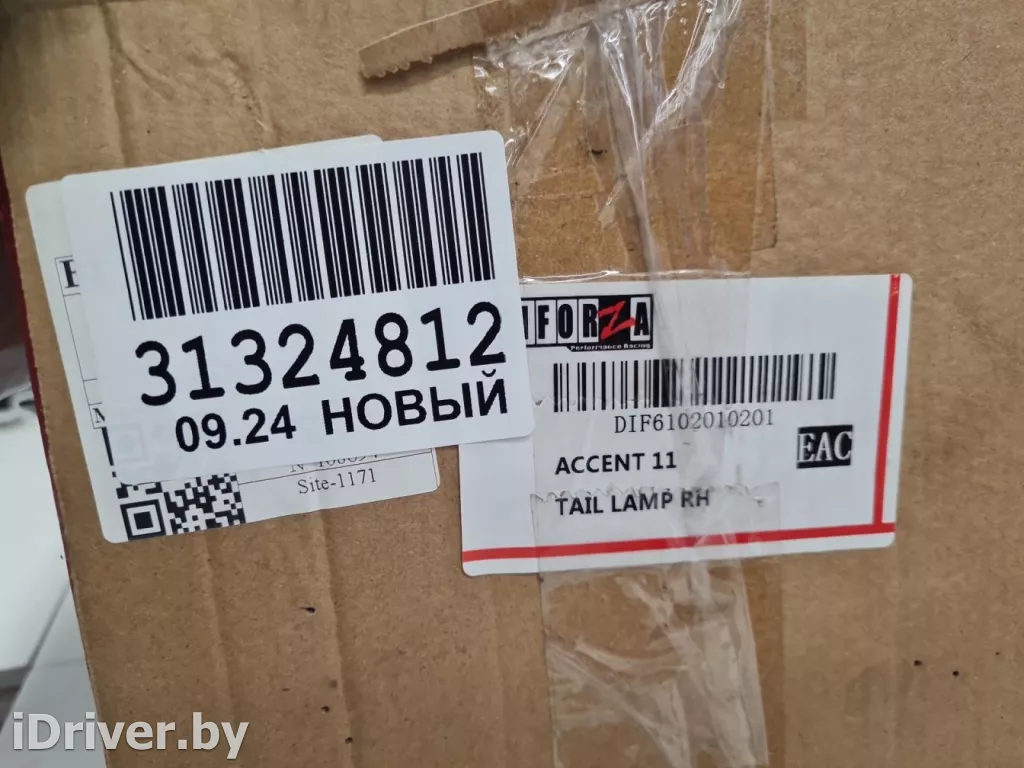 31324812
09.24 НОВЫЙ
Site-1171
FORZA
Performance Racing
DIF6102010201
EAC
ACCENT 11
TAIL LAMP RH
iDriver.by